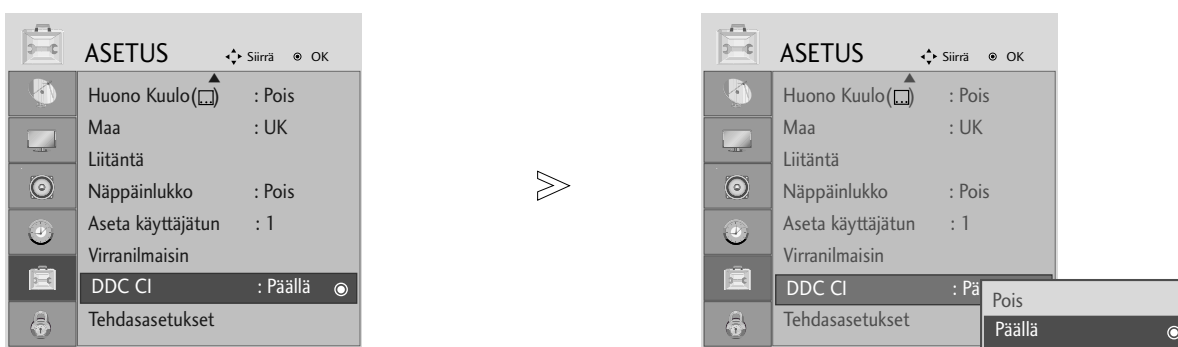 ASETUS Siirrä OK
Huono Kuulo(...) : Pois
Maa : UK
Liitäntä
Näppäinlukko : Pois
Aseta käyttäjätun : 1
Virranilmaisin
DDC CI : Päällä
Tehdasasetukset
ASETUS Siirrä OK
Huono Kuulo(...) : Pois
Maa : UK
Liitäntä
Näppäinlukko : Pois
Aseta käyttäjätun : 1
Virranilmaisin
DDC CI : Pä
Pois
Tehdasasetukset
Päällä